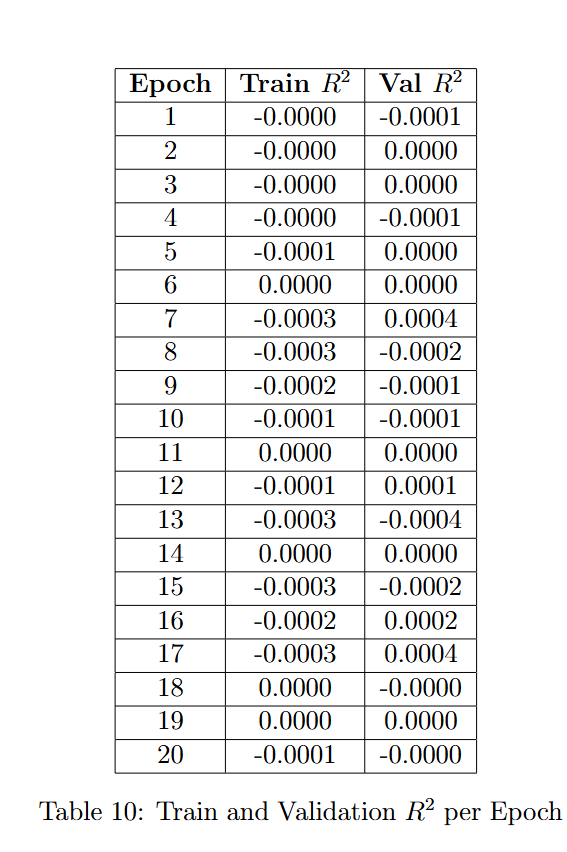 Epoch Train R² Val R²
1 -0.0000 -0.0001
2 -0.0000 0.0000
3 -0.0000 0.0000
4 -0.0000 -0.0001
5 -0.0001 0.0000
6 0.0000 0.0000
7 -0.0003 0.0004
8 -0.0003 -0.0002
9 -0.0002 -0.0001
10 -0.0001 -0.0001
11 0.0000 0.0000
12 -0.0001 0.0001
13 -0.0003 -0.0004
14 0.0000 0.0000
15 -0.0003 -0.0002
16 -0.0002 0.0002
17 -0.0003 0.0004
18 0.0000 -0.0000
19 0.0000 0.0000
20 -0.0001 -0.0000
Table 10: Train and Validation R² per Epoch